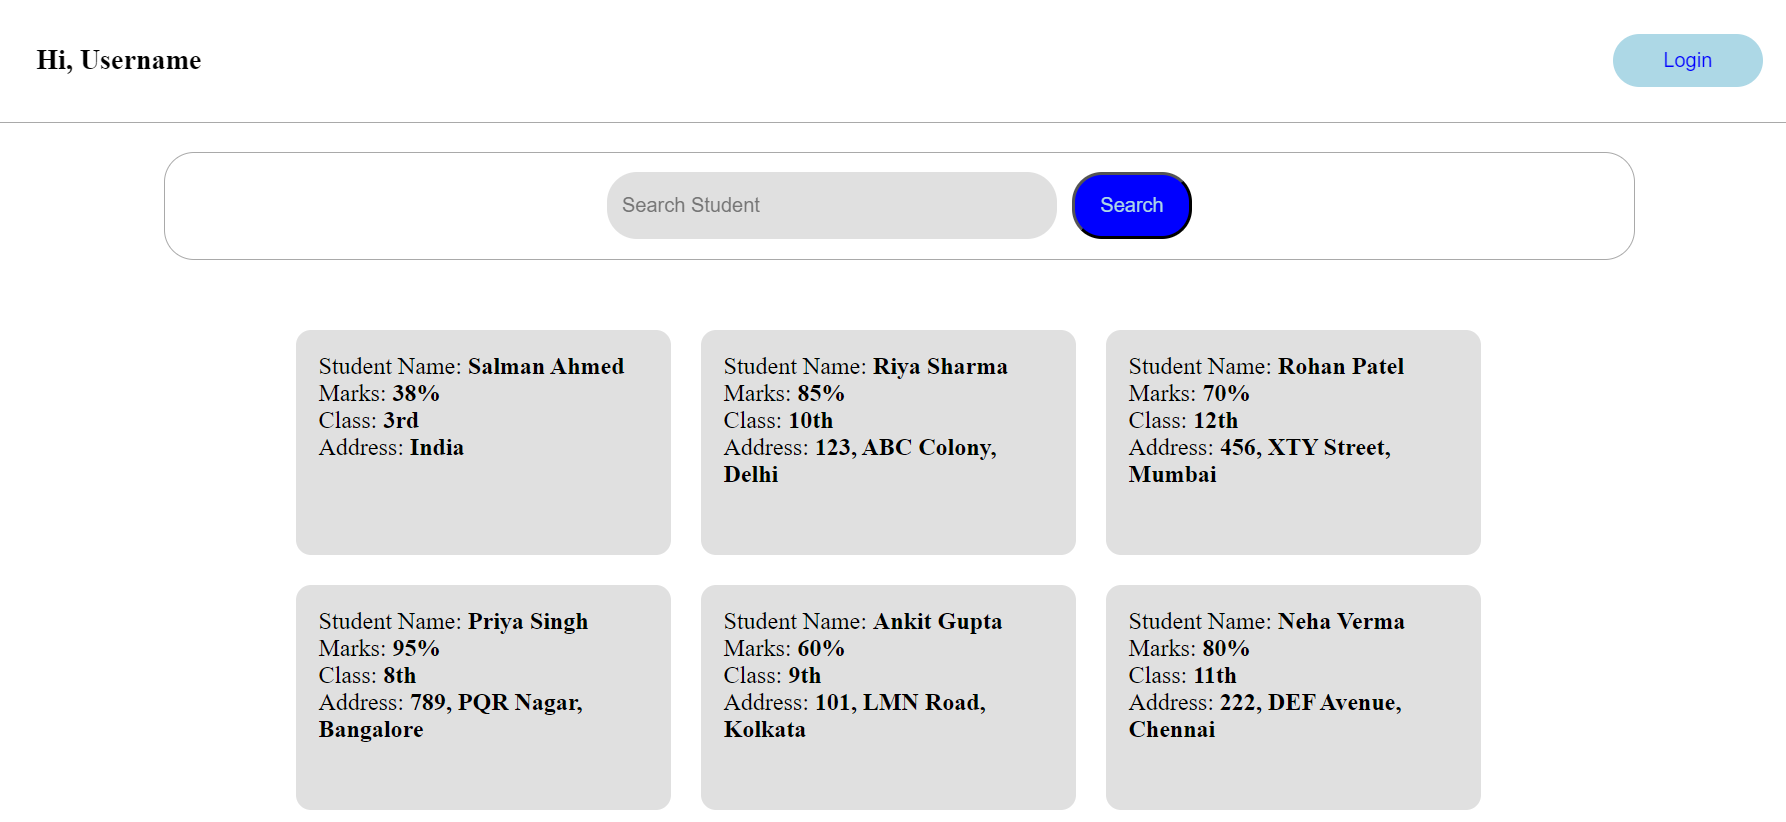 Hi, Username
Login
Search Student
Search
Student Name: Salman Ahmed
Marks: 38%
Class: 3rd
Address: India
Student Name: Riya Sharma
Marks: 85%
Class: 10th
Address: 123, ABC Colony,
Delhi
Student Name: Rohan Patel
Marks: 70%
Class: 12th
Address: 456, XTY Street,
Mumbai
Student Name: Priya Singh
Marks: 95%
Class: 8th
Address: 789, PQR Nagar,
Bangalore
Student Name: Ankit Gupta
Marks: 60%
Class: 9th
Address: 101, LMN Road,
Kolkata
Student Name: Neha Verma
Marks: 80%
Class: 11th
Address: 222, DEF Avenue,
Chennai